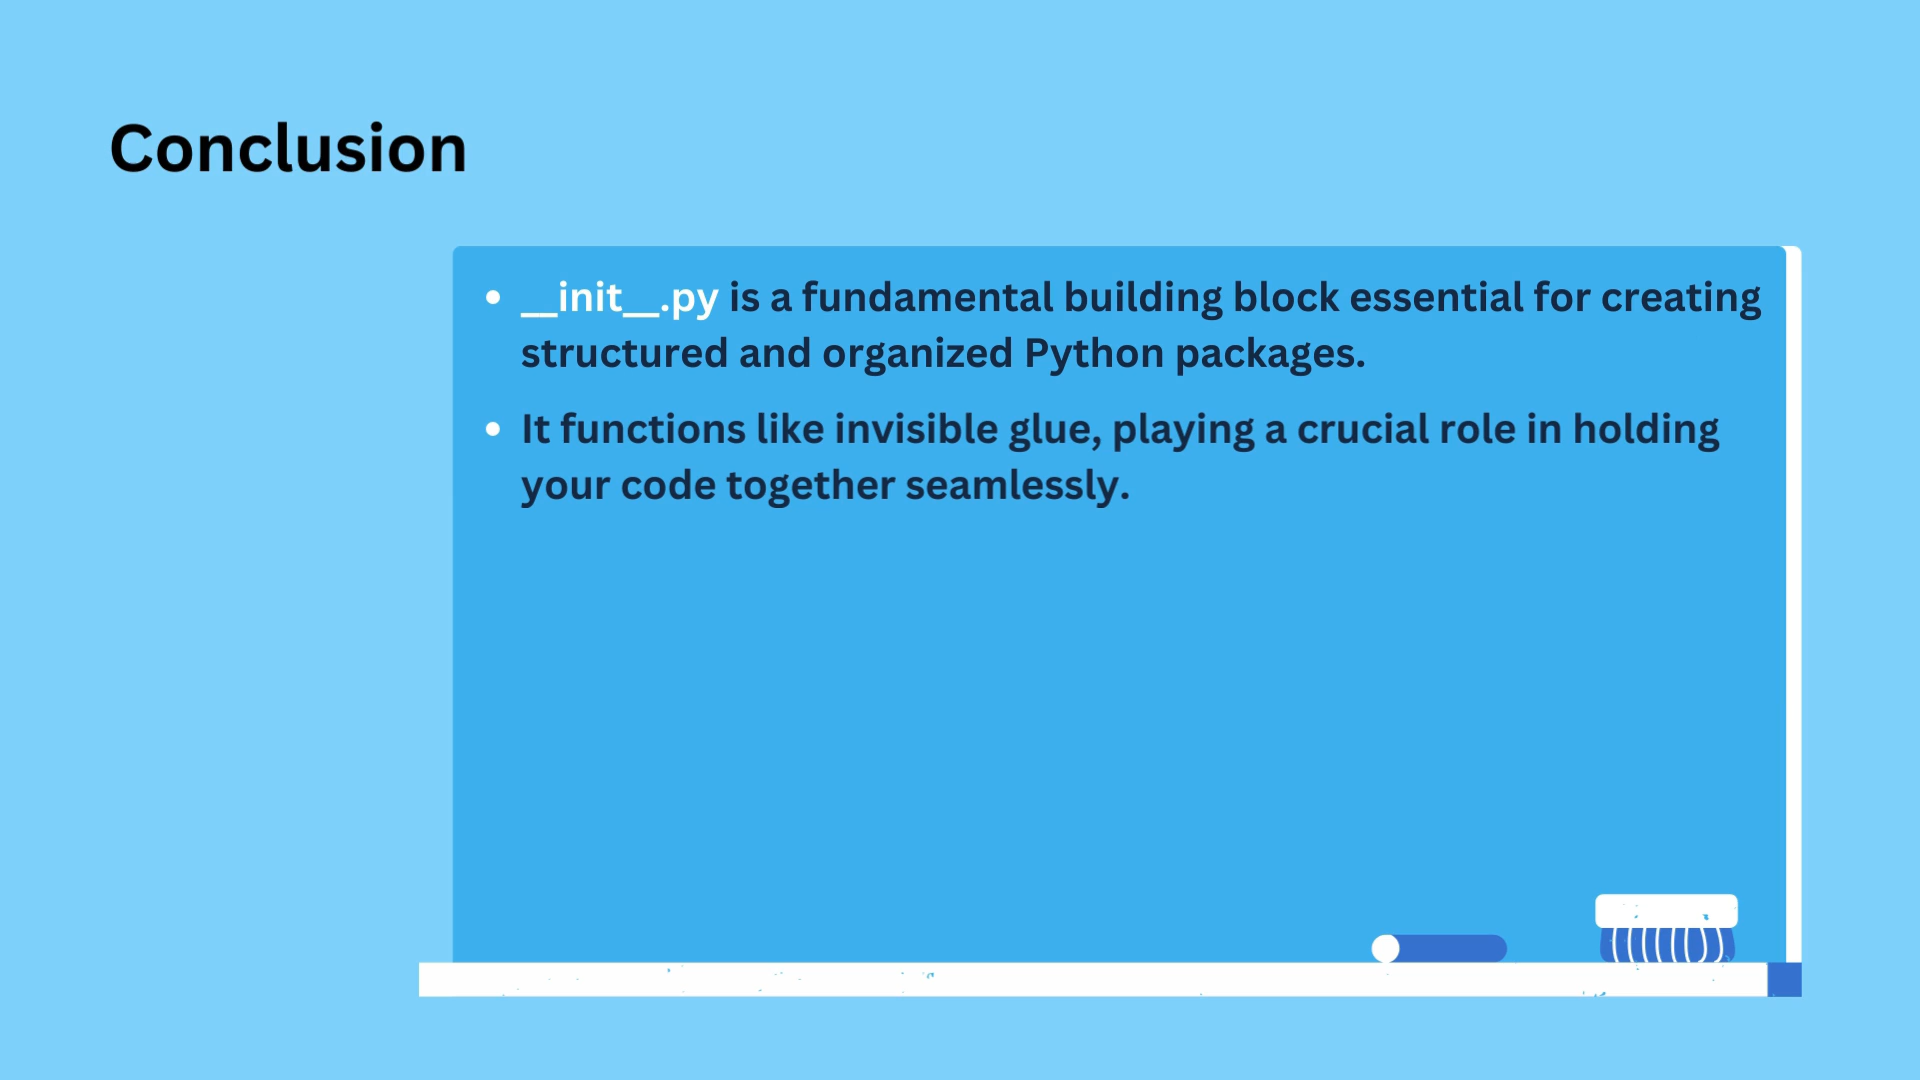 Conclusion
• __init__.py is a fundamental building block essential for creating
structured and organized Python packages.
• It functions like invisible glue, playing a crucial role in holding
your code together seamlessly.